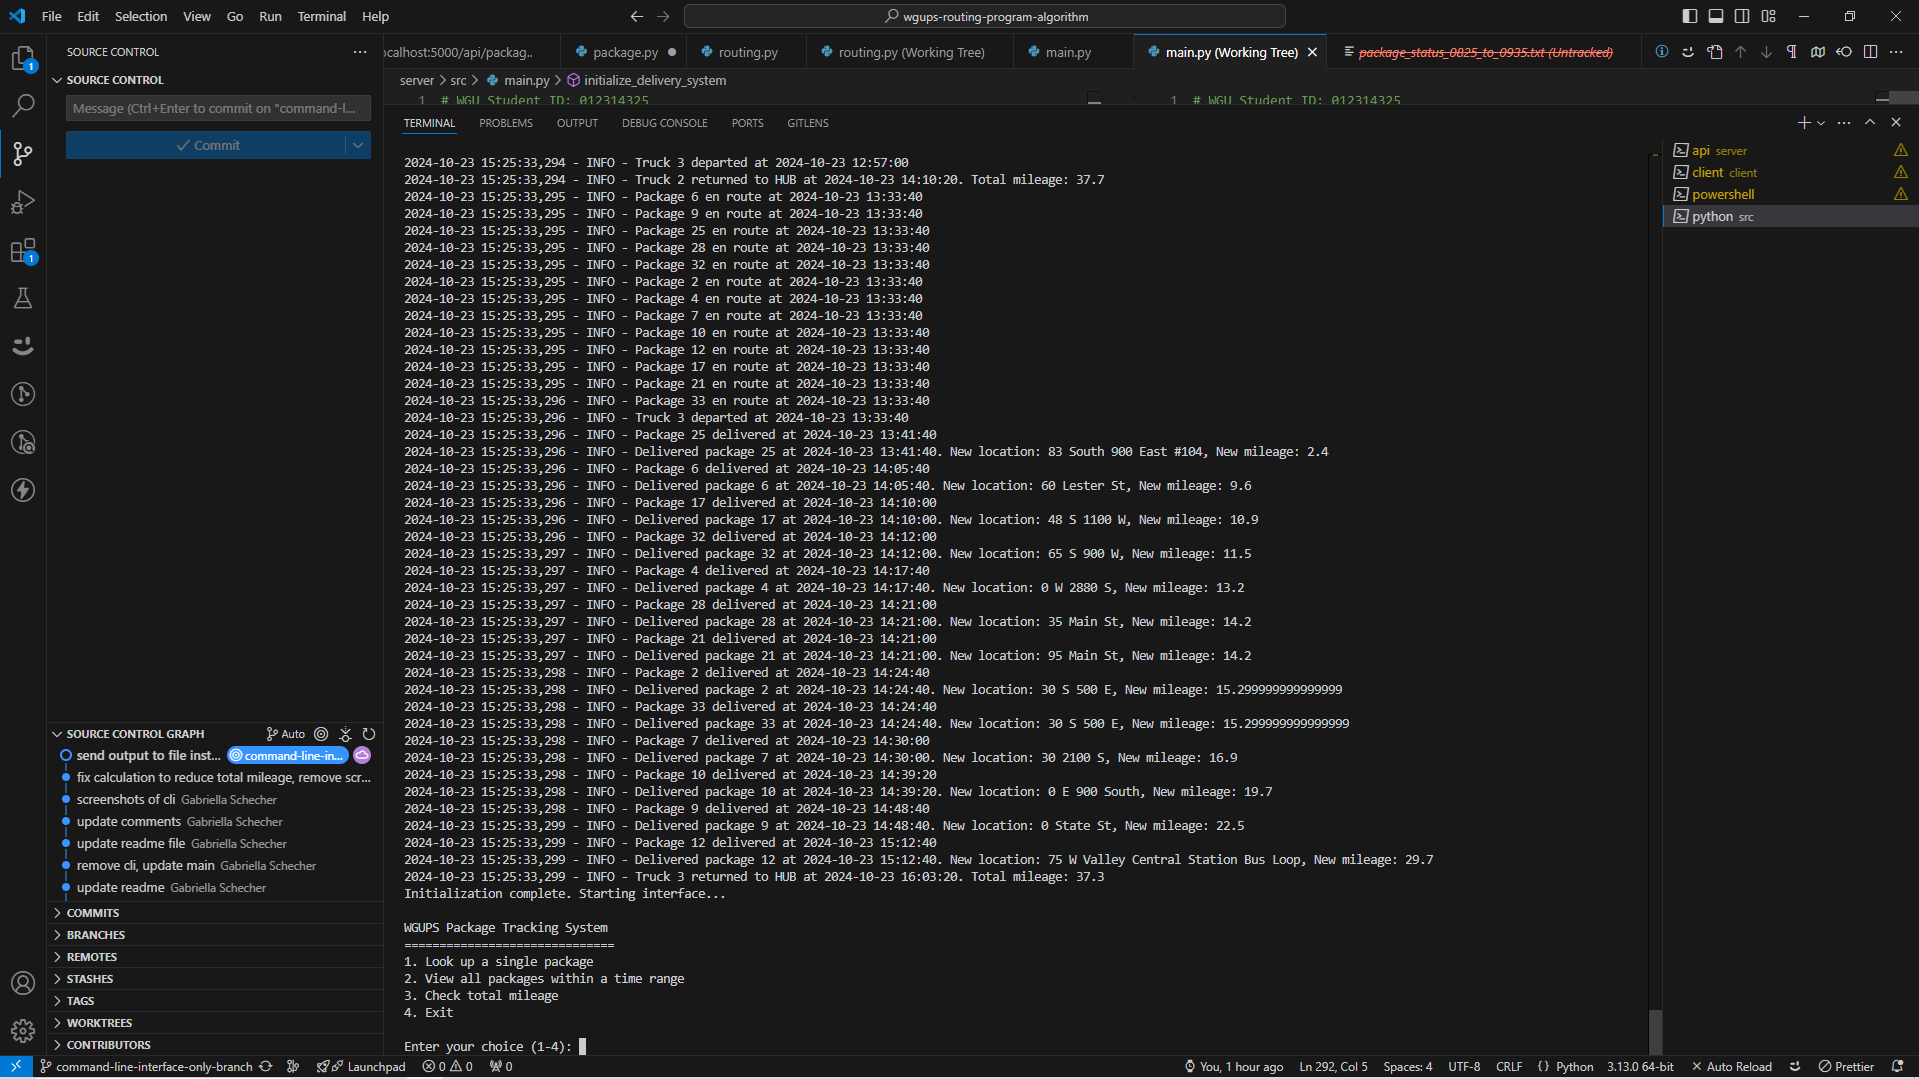 File Edit Selection View Go Run Terminal Help
wgups-routing-program-algorithm
SOURCE CONTROL
SOURCE CONTROL
Message (Ctrl+Enter to commit on "command-l...
Commit
ocalhost:5000/api/packag..
package.py
routing.py
routing.py (Working Tree)
main.py
main.py (Working Tree)
package_status_0825_to_0935.txt (Untracked)
server > src > main.py > initialize_delivery_system
1 # WGU Student ID: 012314325
1 # WGU Student ID: 012314325
TERMINAL PROBLEMS OUTPUT DEBUG CONSOLE PORTS GITLENS
2024-10-23 15:25:33,294 - INFO - Truck 3 departed at 2024-10-23 12:57:00
2024-10-23 15:25:33,294 - INFO - Truck 2 returned to HUB at 2024-10-23 14:10:20. Total mileage: 37.7
2024-10-23 15:25:33,295 - INFO - Package 6 en route at 2024-10-23 13:33:40
2024-10-23 15:25:33,295 - INFO - Package 9 en route at 2024-10-23 13:33:40
2024-10-23 15:25:33,295 - INFO - Package 25 en route at 2024-10-23 13:33:40
2024-10-23 15:25:33,295 - INFO - Package 28 en route at 2024-10-23 13:33:40
2024-10-23 15:25:33,295 - INFO - Package 32 en route at 2024-10-23 13:33:40
2024-10-23 15:25:33,295 - INFO - Package 2 en route at 2024-10-23 13:33:40
2024-10-23 15:25:33,295 - INFO - Package 4 en route at 2024-10-23 13:33:40
2024-10-23 15:25:33,295 - INFO - Package 7 en route at 2024-10-23 13:33:40
2024-10-23 15:25:33,295 - INFO - Package 10 en route at 2024-10-23 13:33:40
2024-10-23 15:25:33,295 - INFO - Package 12 en route at 2024-10-23 13:33:40
2024-10-23 15:25:33,295 - INFO - Package 17 en route at 2024-10-23 13:33:40
2024-10-23 15:25:33,295 - INFO - Package 21 en route at 2024-10-23 13:33:40
2024-10-23 15:25:33,296 - INFO - Package 33 en route at 2024-10-23 13:33:40
2024-10-23 15:25:33,296 - INFO - Truck 3 departed at 2024-10-23 13:33:40
2024-10-23 15:25:33,296 - INFO - Package 25 delivered at 2024-10-23 13:41:40
2024-10-23 15:25:33,296 - INFO - Delivered package 25 at 2024-10-23 13:41:40. New location: 83 South 900 East #104, New mileage: 2.4
2024-10-23 15:25:33,296 - INFO - Package 6 delivered at 2024-10-23 14:05:40
2024-10-23 15:25:33,296 - INFO - Delivered package 6 at 2024-10-23 14:05:40. New location: 60 Lester St, New mileage: 9.6
2024-10-23 15:25:33,296 - INFO - Package 17 delivered at 2024-10-23 14:10:00
2024-10-23 15:25:33,296 - INFO - Delivered package 17 at 2024-10-23 14:10:00. New location: 48 S 1100 W, New mileage: 10.9
2024-10-23 15:25:33,296 - INFO - Package 32 delivered at 2024-10-23 14:12:00
2024-10-23 15:25:33,297 - INFO - Delivered package 32 at 2024-10-23 14:12:00. New location: 65 S 900 W, New mileage: 11.5
2024-10-23 15:25:33,297 - INFO - Package 4 delivered at 2024-10-23 14:17:40
2024-10-23 15:25:33,297 - INFO - Delivered package 4 at 2024-10-23 14:17:40. New location: 0 W 2880 S, New mileage: 13.2
2024-10-23 15:25:33,297 - INFO - Package 28 delivered at 2024-10-23 14:21:00
2024-10-23 15:25:33,297 - INFO - Delivered package 28 at 2024-10-23 14:21:00. New location: 35 Main St, New mileage: 14.2
2024-10-23 15:25:33,297 - INFO - Package 21 delivered at 2024-10-23 14:21:00
2024-10-23 15:25:33,297 - INFO - Delivered package 21 at 2024-10-23 14:21:00. New location: 95 Main St, New mileage: 14.2
2024-10-23 15:25:33,298 - INFO - Package 2 delivered at 2024-10-23 14:24:40
2024-10-23 15:25:33,298 - INFO - Delivered package 2 at 2024-10-23 14:24:40. New location: 30 S 500 E, New mileage: 15.299999999999999
2024-10-23 15:25:33,298 - INFO - Package 33 delivered at 2024-10-23 14:24:40
2024-10-23 15:25:33,298 - INFO - Delivered package 33 at 2024-10-23 14:24:40. New location: 30 S 500 E, New mileage: 15.299999999999999
2024-10-23 15:25:33,298 - INFO - Package 7 delivered at 2024-10-23 14:30:00
2024-10-23 15:25:33,298 - INFO - Delivered package 7 at 2024-10-23 14:30:00. New location: 30 2100 S, New mileage: 16.9
2024-10-23 15:25:33,298 - INFO - Package 10 delivered at 2024-10-23 14:39:20
2024-10-23 15:25:33,298 - INFO - Delivered package 10 at 2024-10-23 14:39:20. New location: 0 E 900 South, New mileage: 19.7
2024-10-23 15:25:33,298 - INFO - Package 9 delivered at 2024-10-23 14:48:40
2024-10-23 15:25:33,299 - INFO - Delivered package 9 at 2024-10-23 14:48:40. New location: 0 State St, New mileage: 22.5
2024-10-23 15:25:33,299 - INFO - Package 12 delivered at 2024-10-23 15:12:40
2024-10-23 15:25:33,299 - INFO - Delivered package 12 at 2024-10-23 15:12:40. New location: 75 W Valley Central Station Bus Loop, New mileage: 29.7
2024-10-23 15:25:33,299 - INFO - Truck 3 returned to HUB at 2024-10-23 16:03:20. Total mileage: 37.3
Initialization complete. Starting interface...
WGUPS Package Tracking System
==============================
1. Look up a single package
2. View all packages within a time range
3. Check total mileage
4. Exit
Enter your choice (1-4):
api server
client client
powershell
python src
SOURCE CONTROL GRAPH Auto
send output to file inst... command-line-in...
fix calculation to reduce total mileage, remove scr...
screenshots of cli Gabriella Schecher
update comments Gabriella Schecher
update readme file Gabriella Schecher
remove cli, update main Gabriella Schecher
update readme Gabriella Schecher
COMMITS
BRANCHES
REMOTES
STASHES
TAGS
WORKTREES
CONTRIBUTORS
1
1
command-line-interface-only-branch Launchpad 0 0 0
You, 1 hour ago Ln 292, Col 5 Spaces: 4 UTF-8 CRLF { } Python 3.13.0 64-bit Auto Reload Prettier